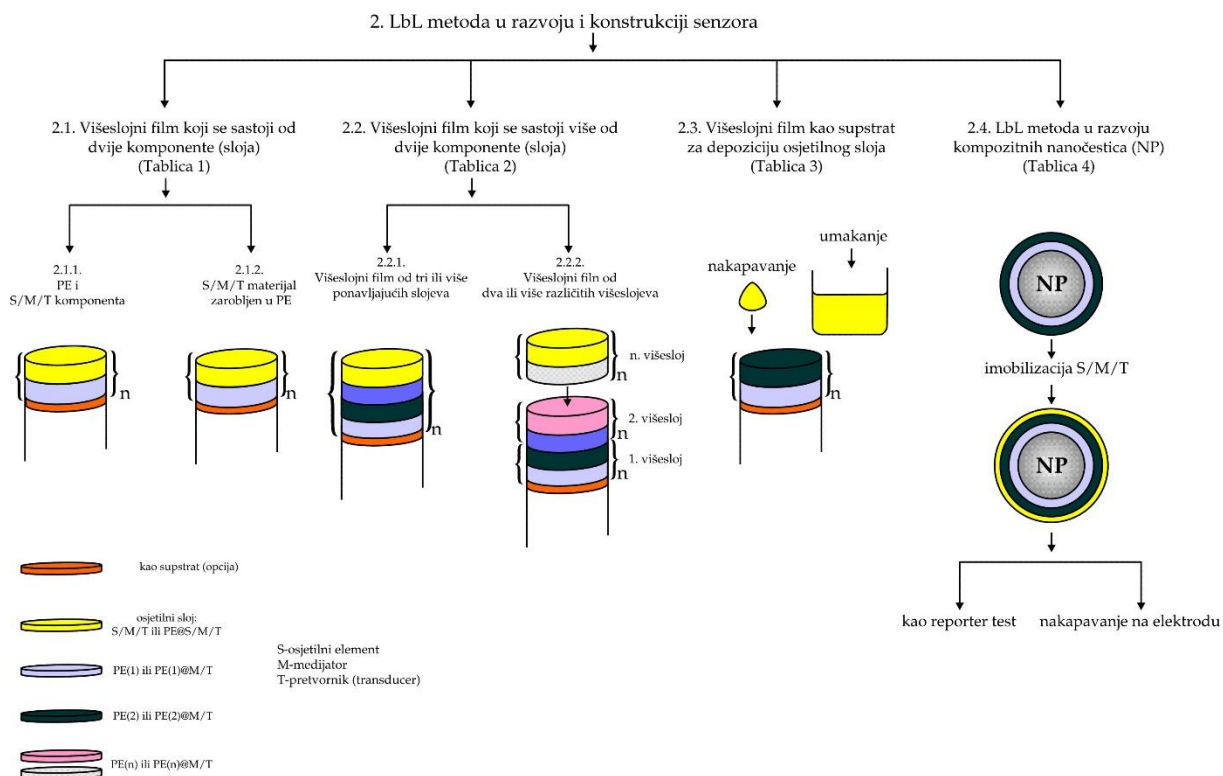 2. LbL metoda u razvoju i konstrukciji senzora
2.1. Višeslojni film koji se sastoji od
dvije komponente (sloja)
(Tablica 1)
2.2. Višeslojni film koji se sastoji više od
dvije komponente (sloja)
(Tablica 2)
2.3. Višeslojni film kao supstrat
za depoziciju osjetilnog sloja
(Tablica 3)
2.4. LbL metoda u razvoju
kompozitnih nanočestica (NP)
(Tablica 4)
2.1.1.
PE i
S/M/T komponenta
2.1.2.
S/M/T materijal
zarobljen u PE
2.2.1.
Višeslojni film od tri ili više
ponavljajućih slojeva
2.2.2.
Višeslojni filn od
dva ili više različitih višeslojeva
nakapavanje
umakanje
n
n
n
n. višesloj
n
2. višesloj
n
1. višesloj
n
n
NP
imobilizacija S/M/T
NP
kao reporter test
nakapavanje na elektrodu
kao supstrat (opcija)
osjetilni sloj:
S/M/T ili PE@S/M/T
PE(1) ili PE(1)@M/T
PE(2) ili PE(2)@M/T
PE(n) ili PE(n)@M/T
S-osjetilni element
M-medijator
T-pretvornik (transducer)